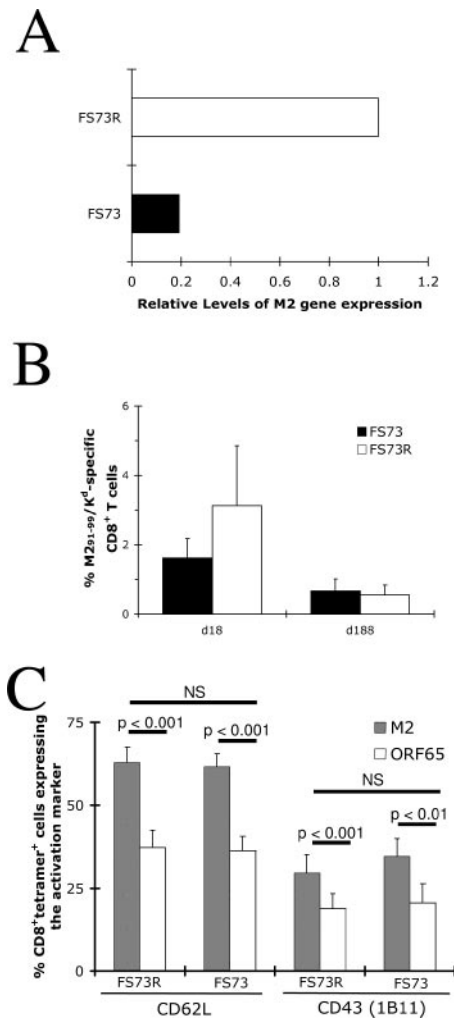 A
FS73R
FS73
0 0.2 0.4 0.6 0.8 1 1.2
Relative Levels of M2 gene expression
B
% M2₉₁₋₉₉/Kᵈ-specific
CD8⁺ T cells
6
4
2
0
FS73
FS73R
d18 d188
C
% CD8⁺tetramer⁺ cells expressing
the activation marker
75
50
25
0
NS
p < 0.001 p < 0.001
M2
ORF65
NS
p < 0.001 p < 0.01
FS73R FS73 FS73R FS73
CD62L CD43 (1B11)